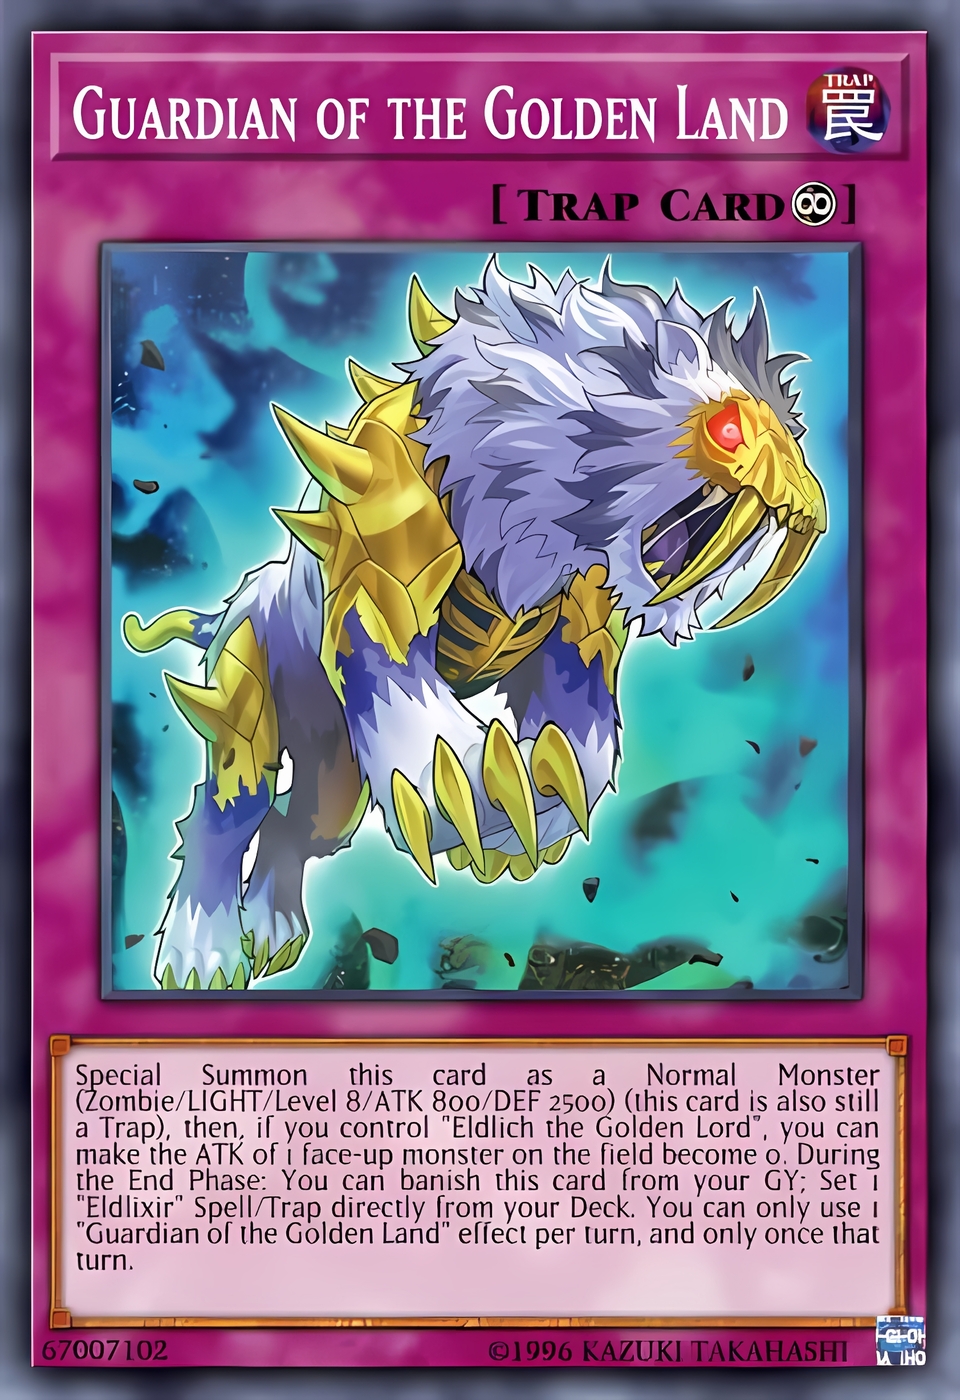 GUARDIAN OF THE GOLDEN LAND
TRAP
罠
[TRAP CARD∞]
Special Summon this card as a Normal Monster
(Zombie/LIGHT/Level 8/ATK 800/DEF 2500) (this card is also still
a Trap), then, if you control "Eldlich the Golden Lord", you can
make the ATK of 1 face-up monster on the field become 0. During
the End Phase: You can banish this card from your GY; Set 1
"Eldlixir" Spell/Trap directly from your Deck. You can only use 1
"Guardian of the Golden Land" effect per turn, and only once that
turn.
67007102
©1996 KAZUKI TAKAHASHI